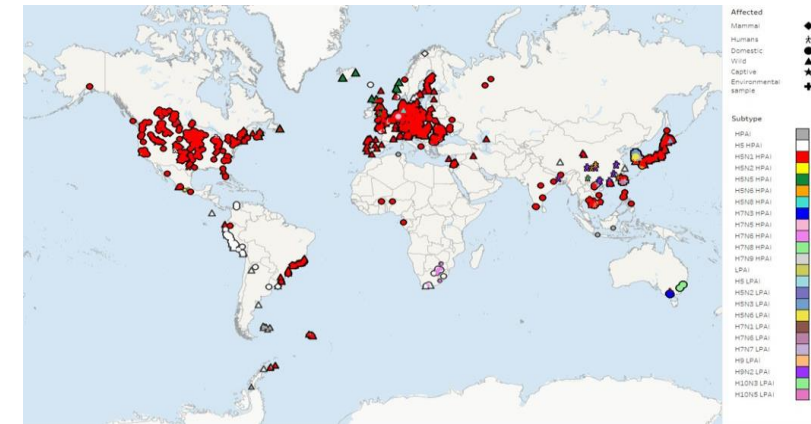 Affected
Mammal
Humans
Domestic
Wild
Captive
Environmental
sample
Subtype
HPAI
H5 HPAI
H5N1 HPAI
H5N2 HPAI
H5N5 HPAI
H5N6 HPAI
H5N8 HPAI
H7N3 HPAI
H7N5 HPAI
H7N6 HPAI
H7N8 HPAI
H7N9 HPAI
LPAI
H5 LPAI
H5N2 LPAI
H5N3 LPAI
H5N6 LPAI
H7N1 LPAI
H7N6 LPAI
H7N7 LPAI
H9 LPAI
H9N2 LPAI
H10N3 LPAI
H10N5 LPAI